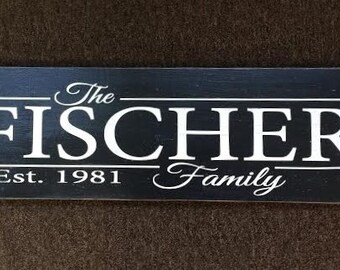 The
FISCHER
Est. 1981 Family